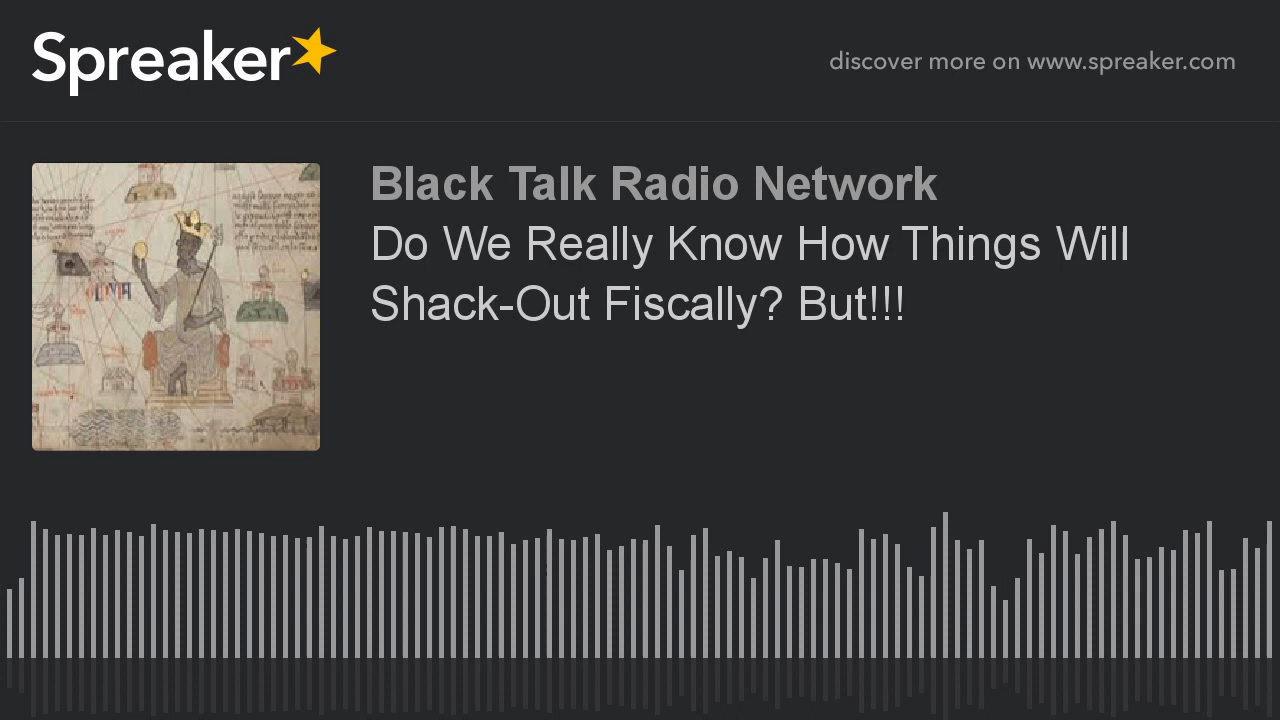 Spreaker
discover more on www.spreaker.com
Black Talk Radio Network
Do We Really Know How Things Will
Shack-Out Fiscally? But!!!